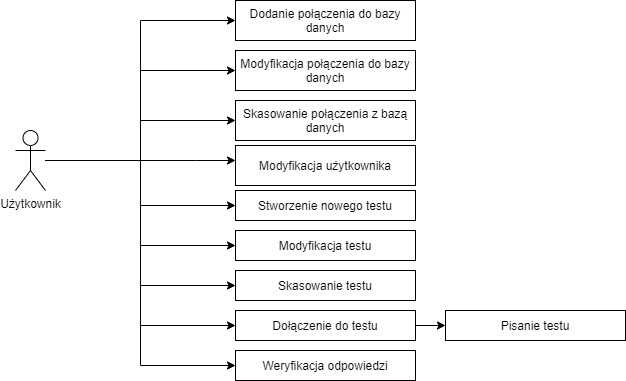 Dodanie połączenia do bazy
danych
Modyfikacja połączenia do bazy
danych
Skasowanie połączenia z bazą
danych
Modyfikacja użytkownika
Użytkownik
Stworzenie nowego testu
Modyfikacja testu
Skasowanie testu
Dołączenie do testu
Pisanie testu
Weryfikacja odpowiedzi